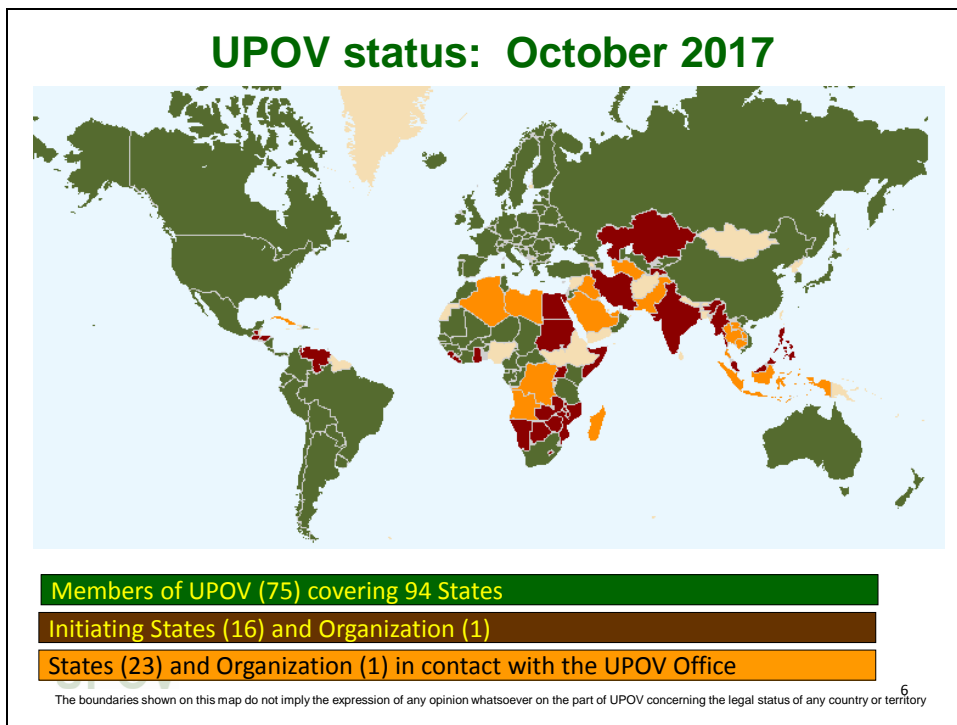 UPOV status: October 2017
Members of UPOV (75) covering 94 States
Initiating States (16) and Organization (1)
States (23) and Organization (1) in contact with the UPOV Office
UPOV
6
The boundaries shown on this map do not imply the expression of any opinion whatsoever on the part of UPOV concerning the legal status of any country or territory